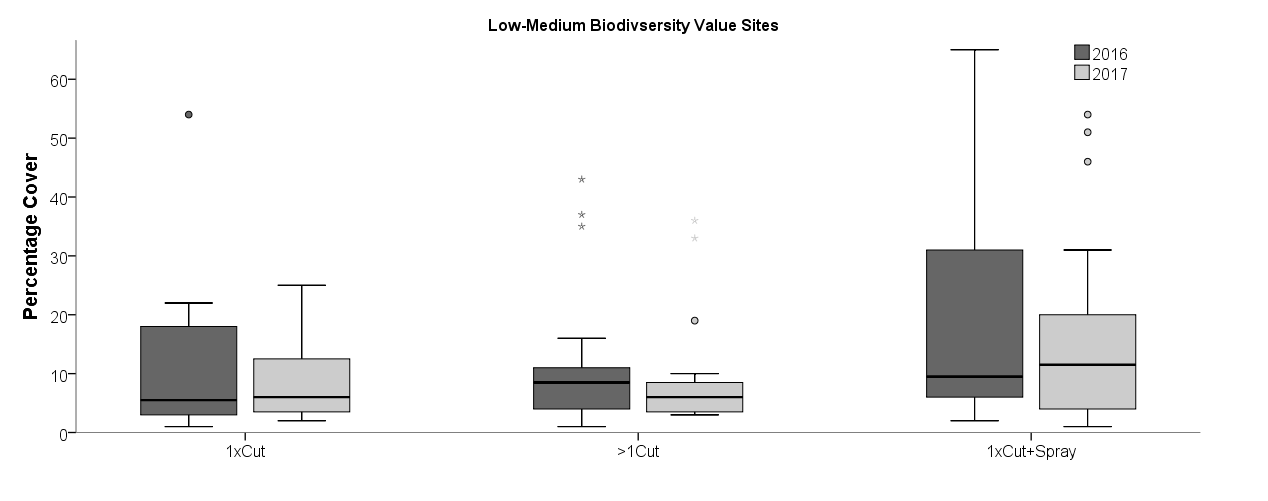 Low-Medium Biodivsersity Value Sites
2016
2017
Percentage Cover
60
50
40
30
20
10
0
1xCut
>1Cut
1xCut+Spray